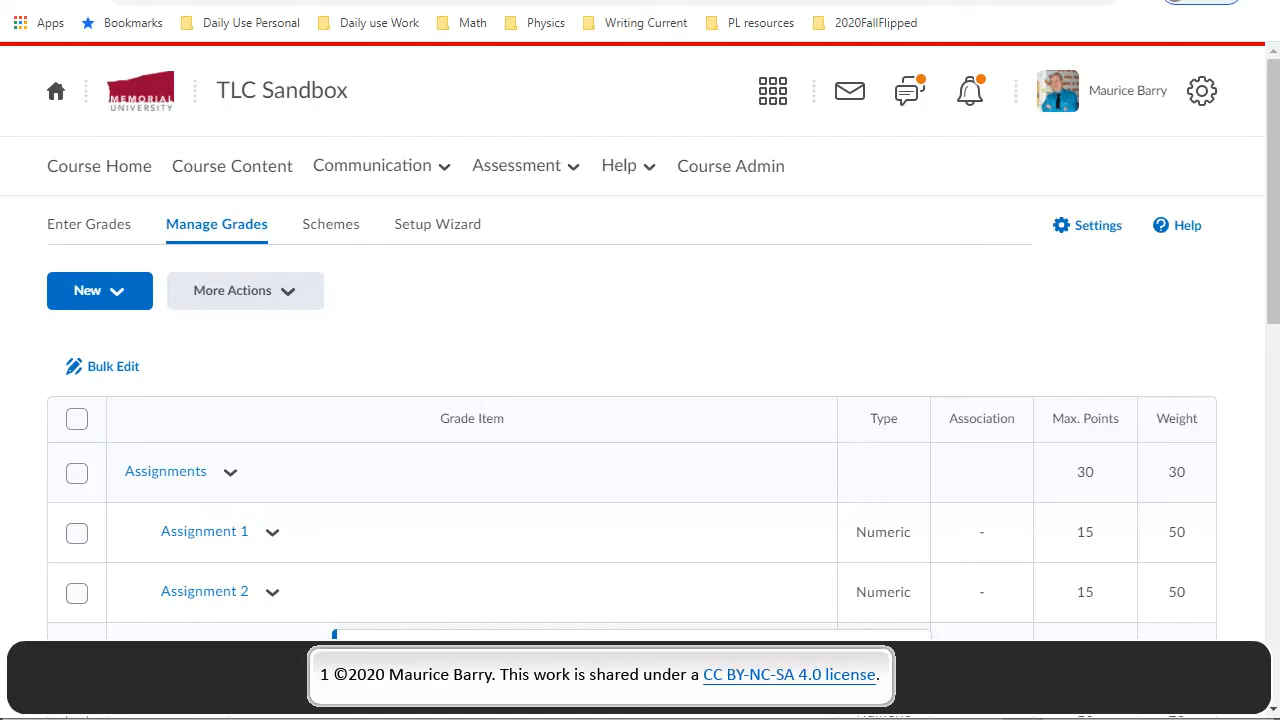 Apps Bookmarks Daily Use Personal Daily use Work Math Physics Writing Current PL resources 2020FallFlipped
MEMORIAL
UNIVERSITY
TLC Sandbox
Maurice Barry
Course Home Course Content Communication Assessment Help Course Admin
Enter Grades Manage Grades Schemes Setup Wizard Settings Help
New More Actions
Bulk Edit
Grade Item Type Association Max. Points Weight
Assignments 30 30
Assignment 1 Numeric - 15 50
Assignment 2 Numeric - 15 50
1 ©2020 Maurice Barry. This work is shared under a CC BY-NC-SA 4.0 license.